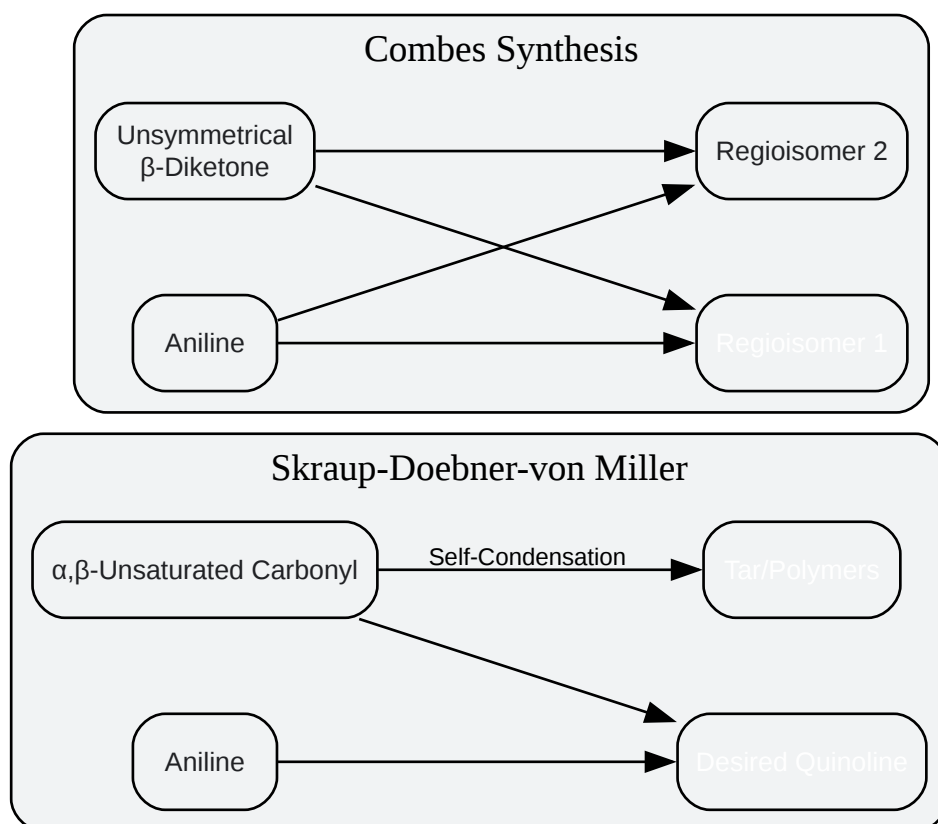 Combes Synthesis
Unsymmetrical
β-Diketone
Regioisomer 2
Aniline
Regioisomer 1
Skraup-Doebner-von Miller
α,β-Unsaturated Carbonyl
Self-Condensation
Tar/Polymers
Aniline
Desired Quinoline